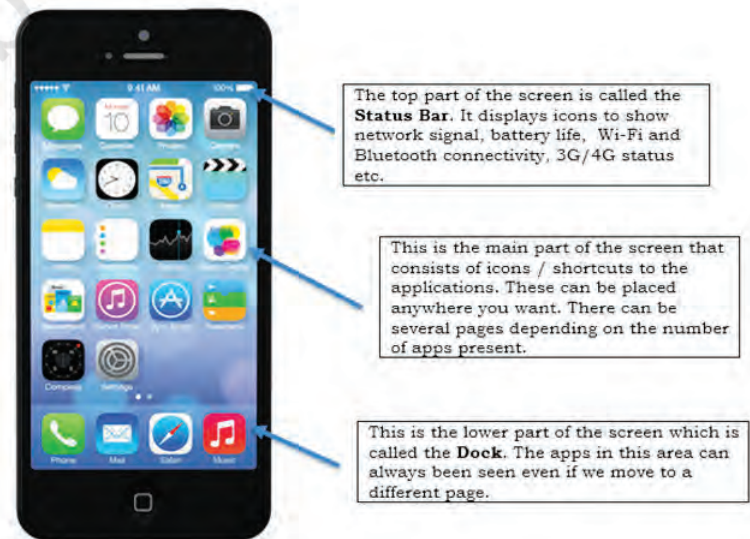 9:41 AM
100%
The top part of the screen is called the
Status Bar. It displays icons to show
network signal, battery life, Wi-Fi and
Bluetooth connectivity, 3G/4G status
etc.
10
This is the main part of the screen that
consists of icons / shortcuts to the
applications. These can be placed
anywhere you want. There can be
several pages depending on the number
of apps present.
Compass Settings
This is the lower part of the screen which is
called the Dock. The apps in this area can
always been seen even if we move to a
different page.
Phone Mail Safari Music